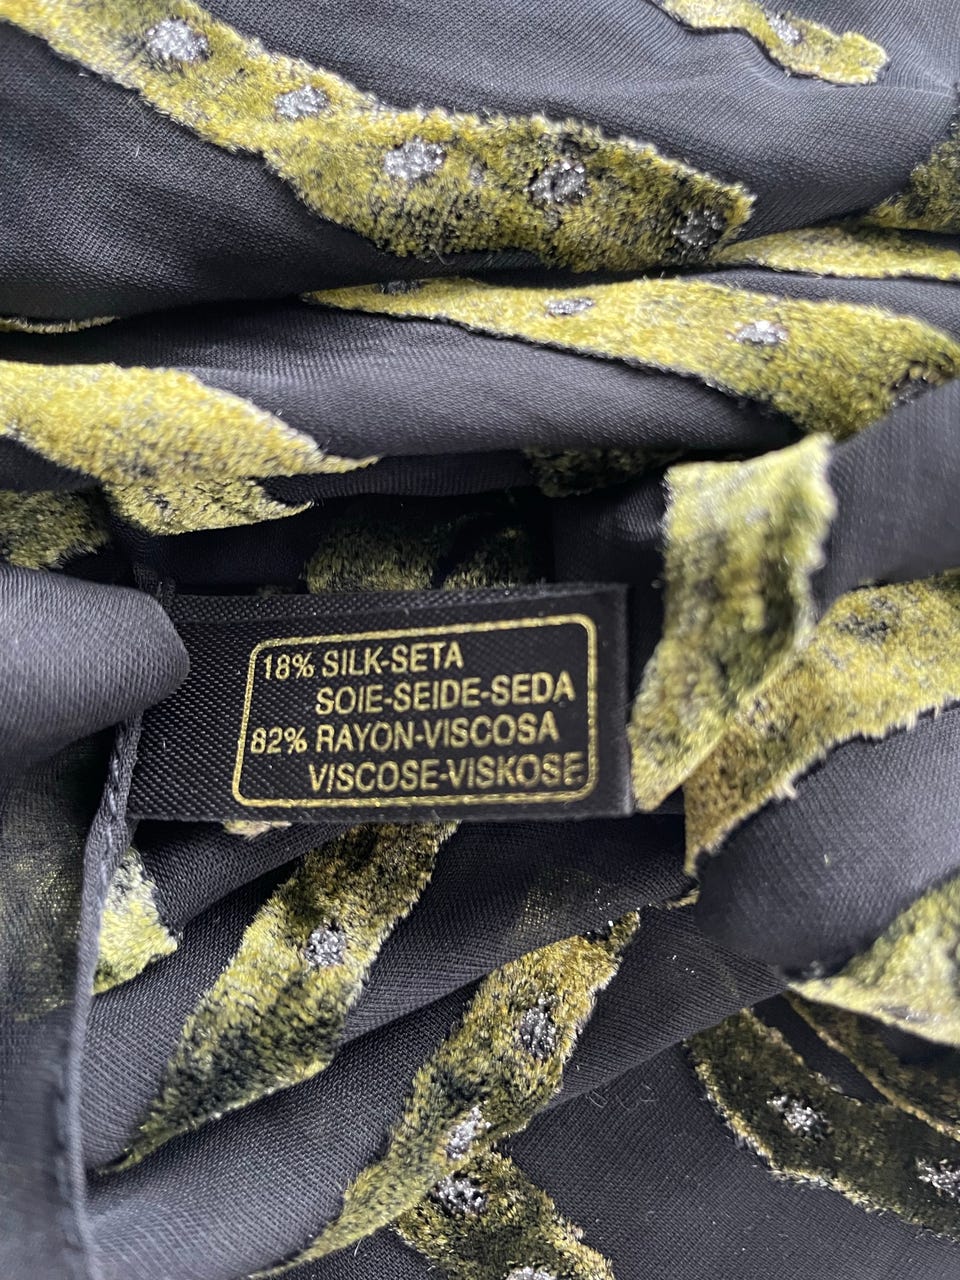 18% SILK-SETA
SOIE-SEIDE-SEDA
82% RAYON-VISCOSA
VISCOSE-VISKOSE